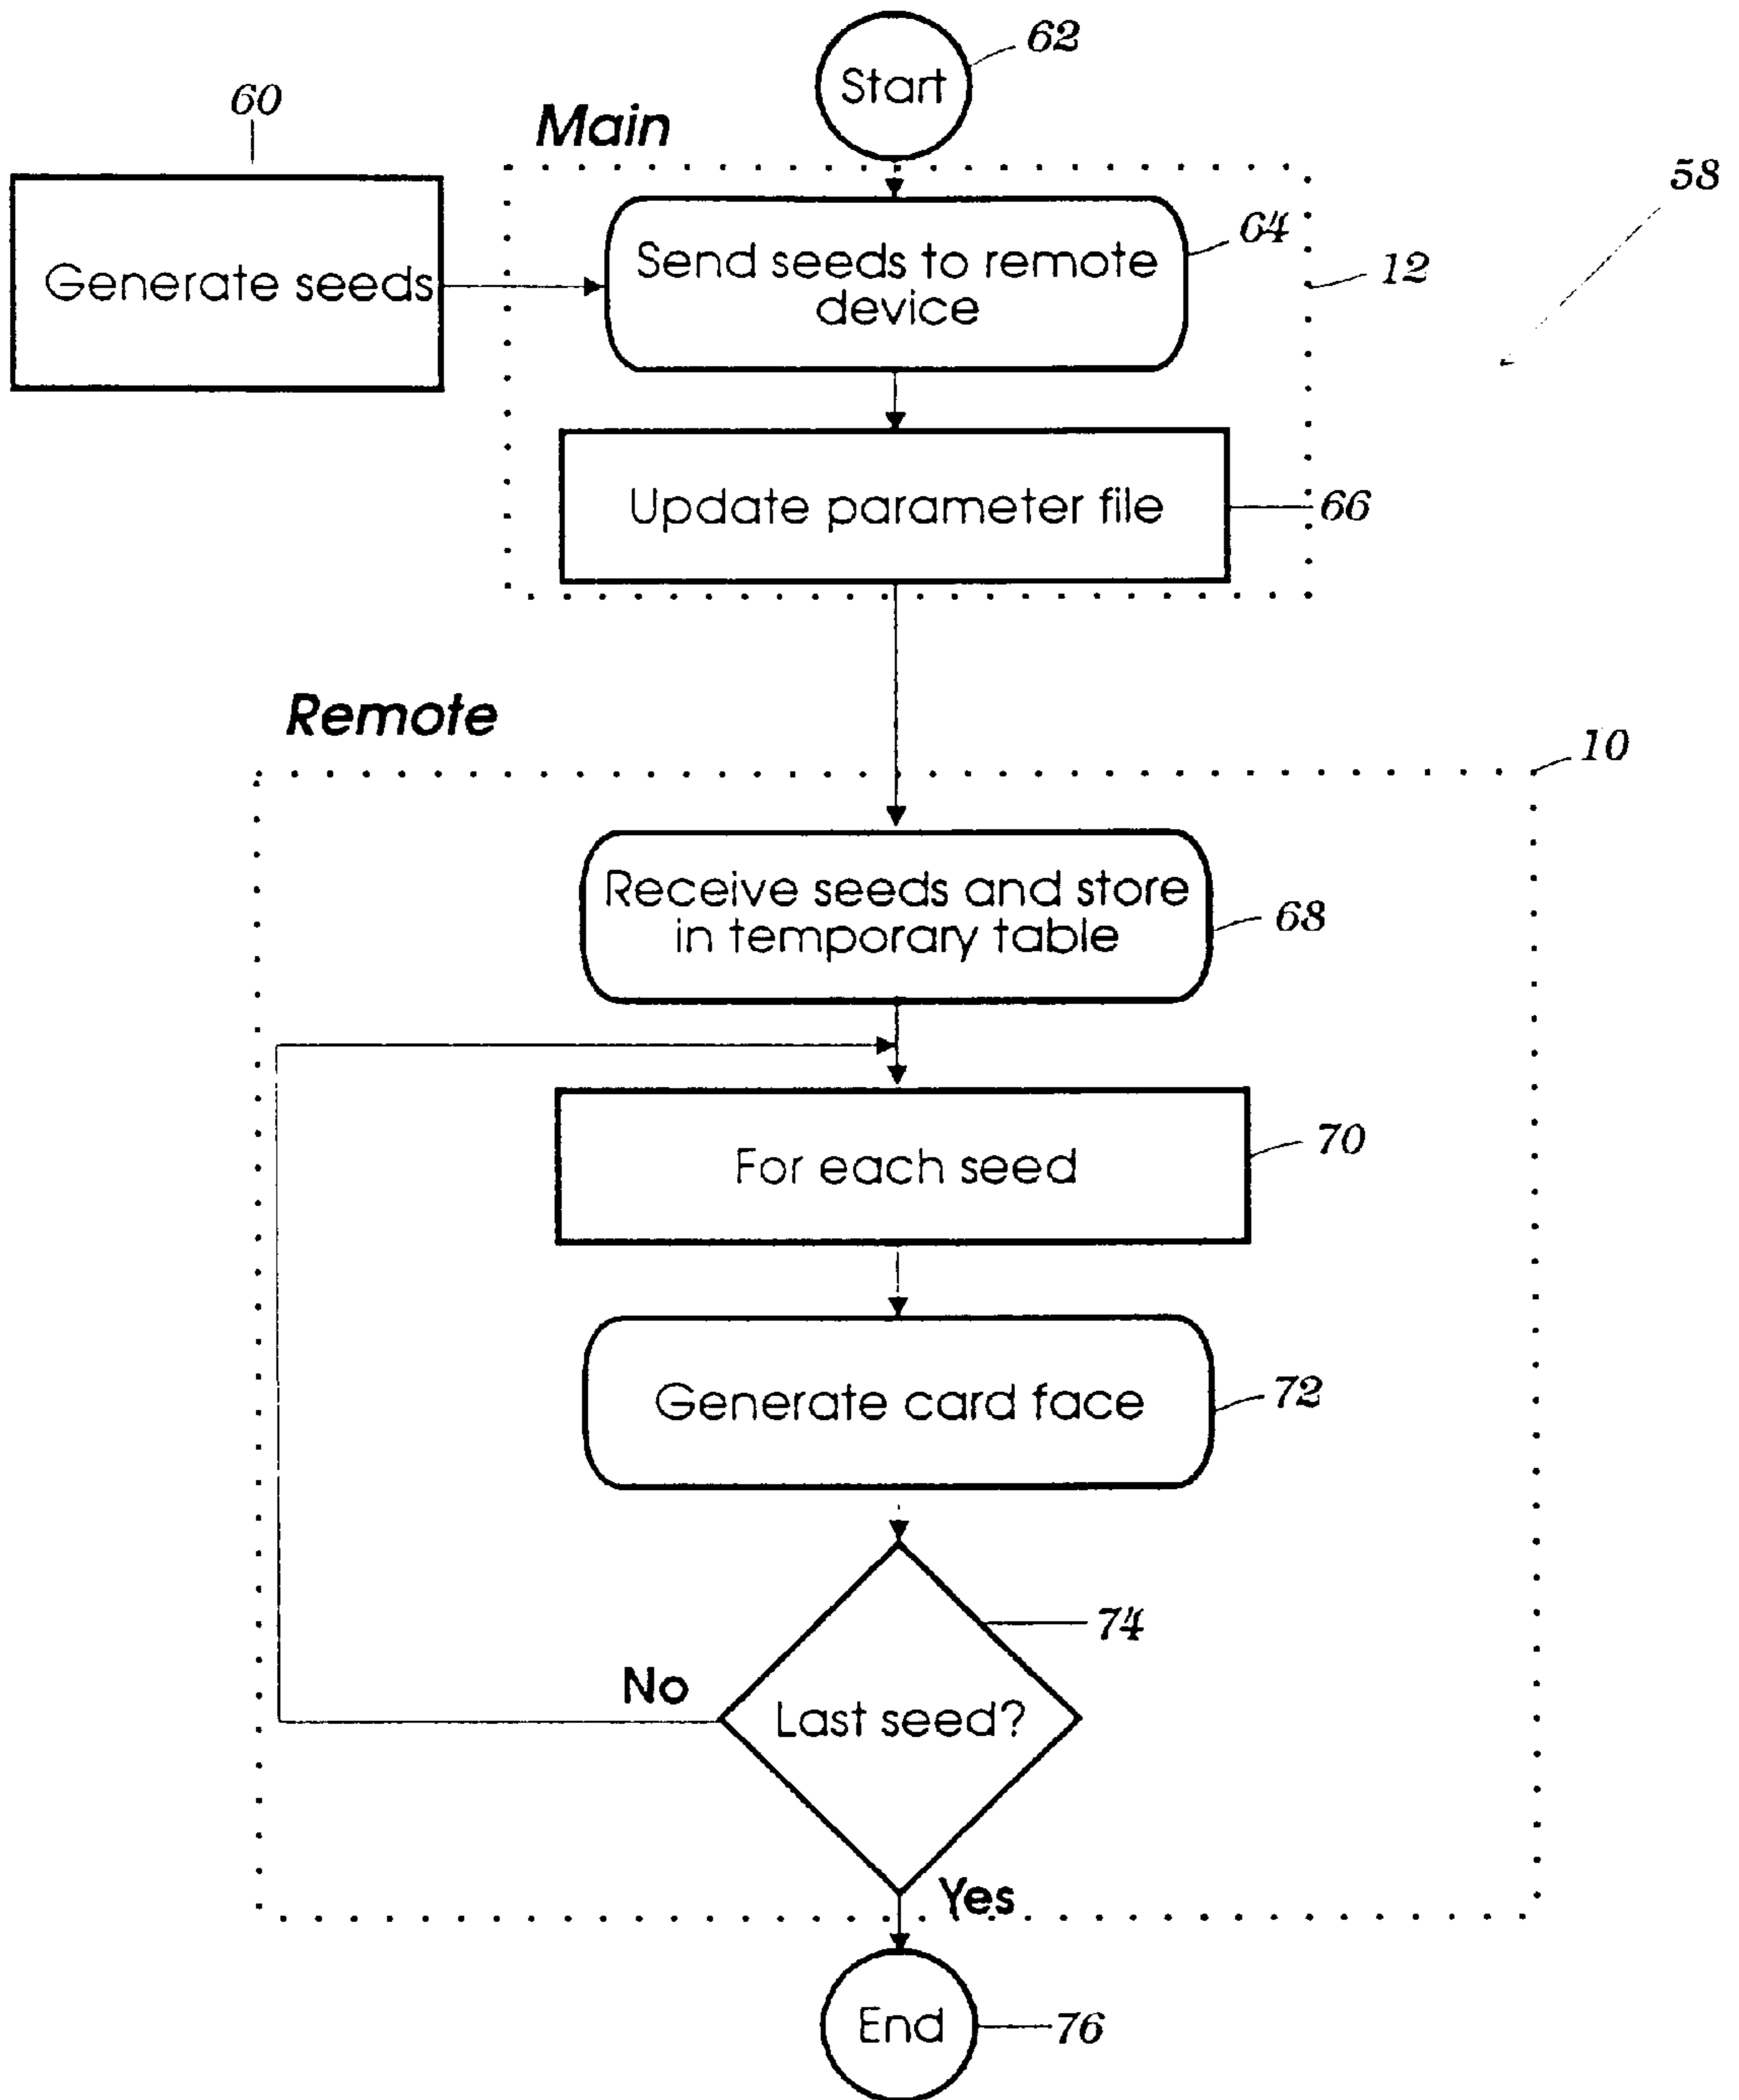 62
Start
60
Main
58
64
Send seeds to remote
device
12
Generate seeds
Update parameter file
66
Remote
10
Receive seeds and store
in temporary table
68
For each seed
70
Generate card face
72
74
No
Last seed?
Yes
End
76